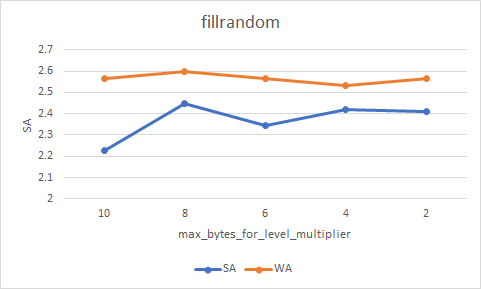 fillrandom
2.7
2.6
2.5
2.4
2.3
2.2
2.1
2
SA
10 8 6 4 2
max_bytes_for_level_multiplier
SA WA